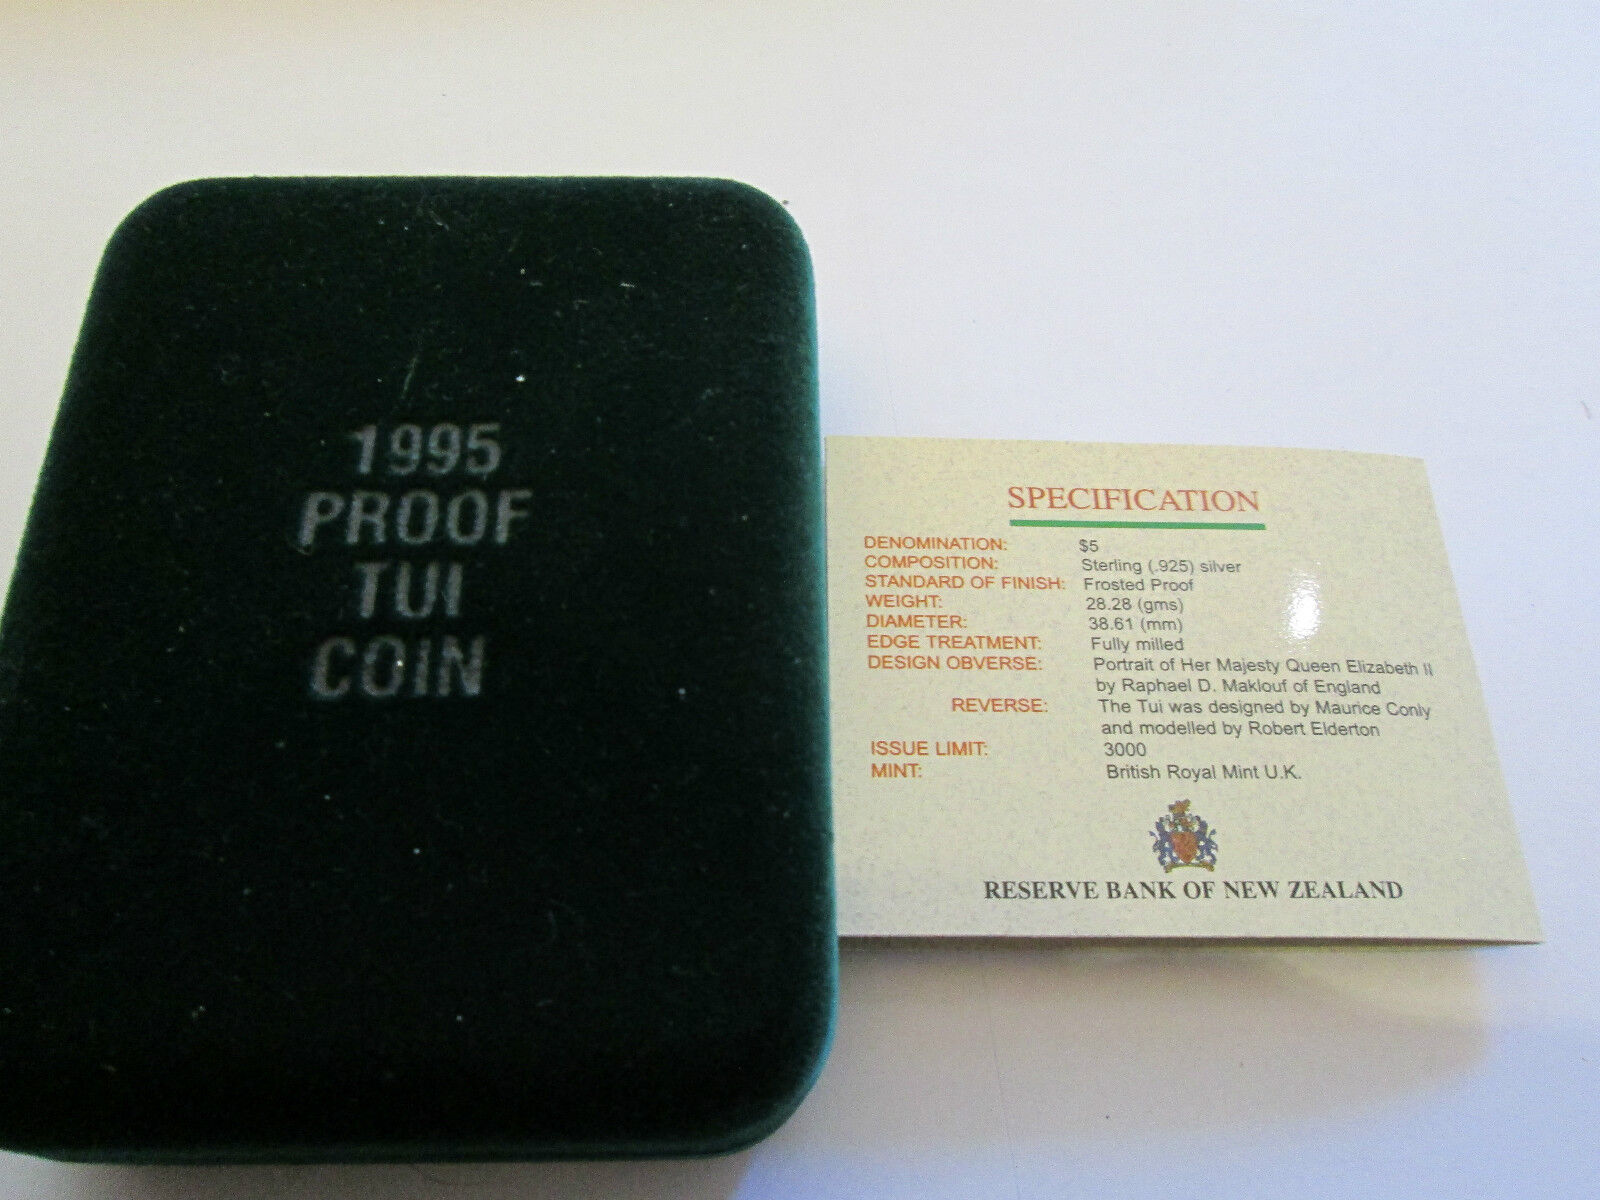 1995
PROOF
TUI
COIN
SPECIFICATION
DENOMINATION: $5
COMPOSITION: Sterling (.925) silver
STANDARD OF FINISH: Frosted Proof
WEIGHT: 28.28 (gms)
DIAMETER: 38.61 (mm)
EDGE TREATMENT: Fully milled
DESIGN OBVERSE: Portrait of Her Majesty Queen Elizabeth II
by Raphael D. Maklouf of England
REVERSE: The Tui was designed by Maurice Conly
and modelled by Robert Elderton
ISSUE LIMIT: 3000
MINT: British Royal Mint U.K.
RESERVE BANK OF NEW ZEALAND